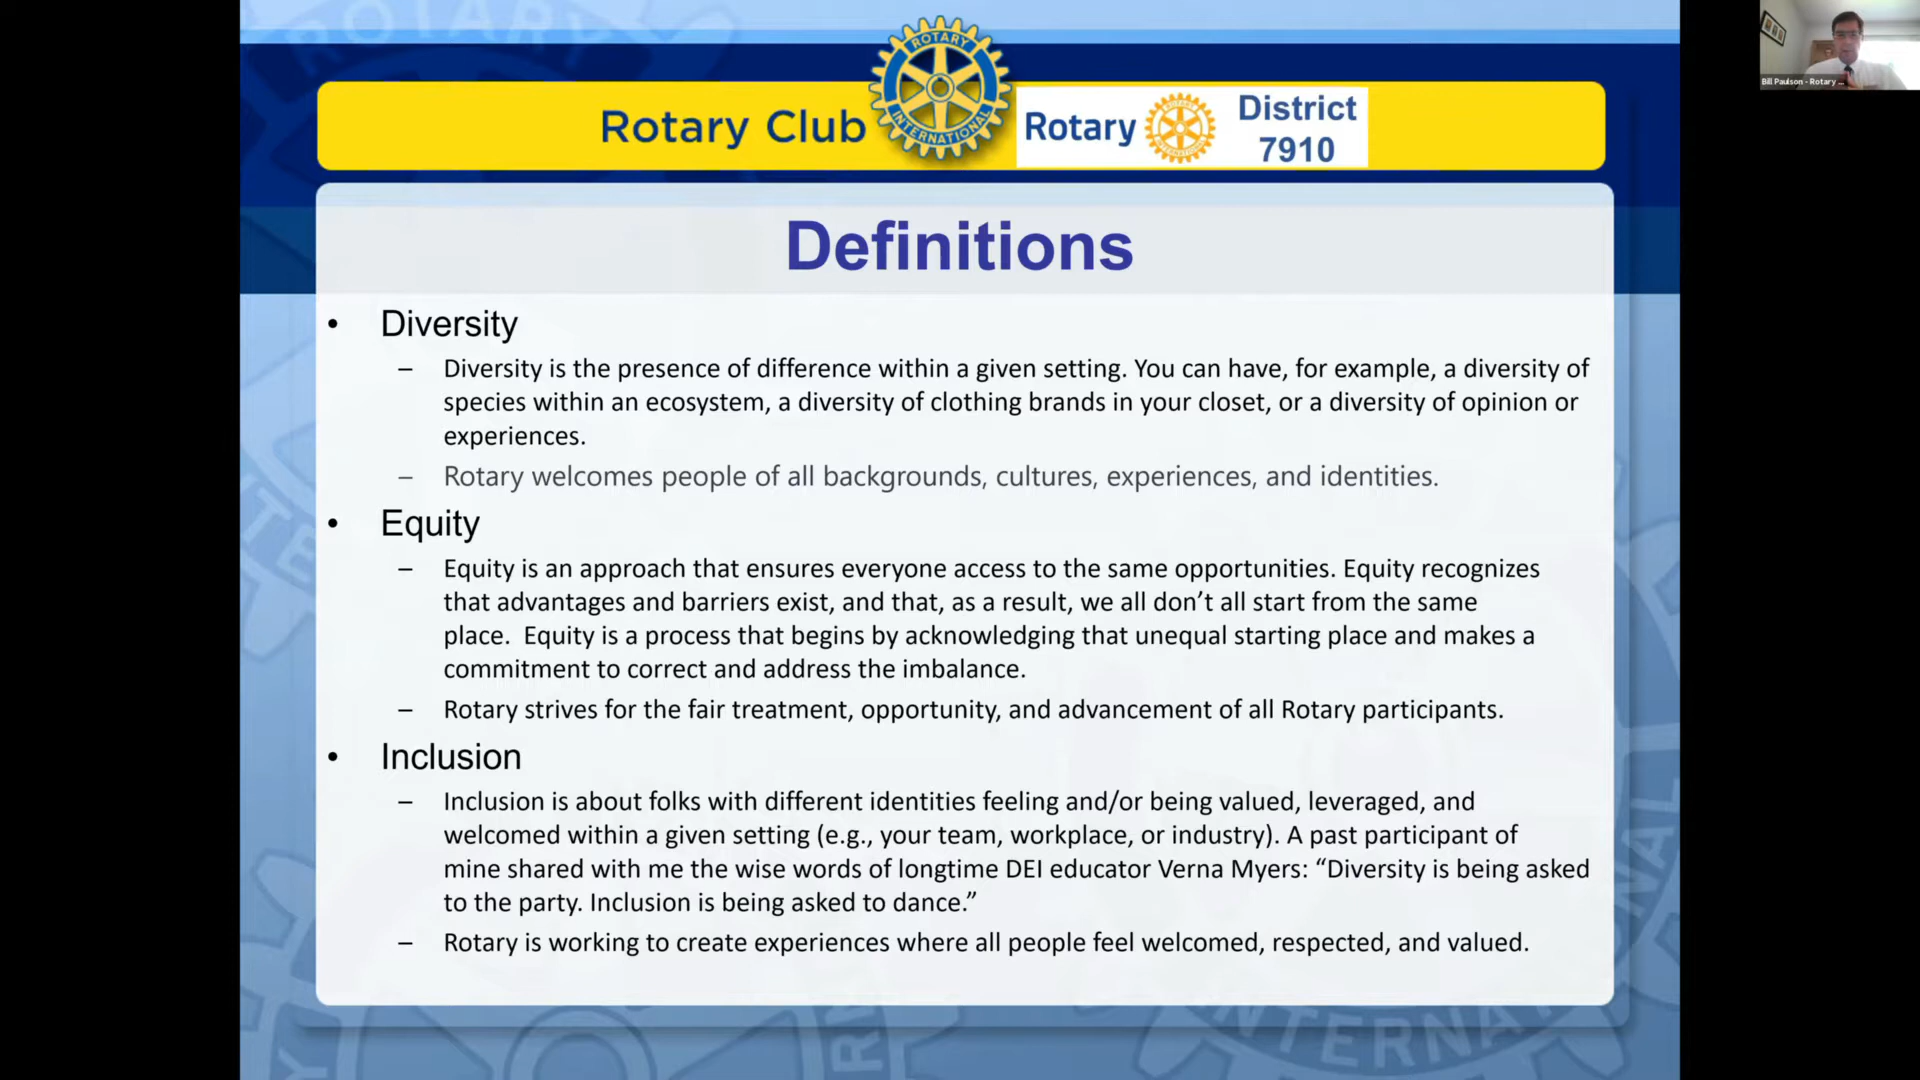 ROTARY
INTERNATIONAL
Rotary Club
Rotary
District
7910
Bill Paulson - Rotary ...
Definitions
• Diversity
– Diversity is the presence of difference within a given setting. You can have, for example, a diversity of
species within an ecosystem, a diversity of clothing brands in your closet, or a diversity of opinion or
experiences.
– Rotary welcomes people of all backgrounds, cultures, experiences, and identities.
• Equity
– Equity is an approach that ensures everyone access to the same opportunities. Equity recognizes
that advantages and barriers exist, and that, as a result, we all don’t all start from the same
place.  Equity is a process that begins by acknowledging that unequal starting place and makes a
commitment to correct and address the imbalance.
– Rotary strives for the fair treatment, opportunity, and advancement of all Rotary participants.
• Inclusion
– Inclusion is about folks with different identities feeling and/or being valued, leveraged, and
welcomed within a given setting (e.g., your team, workplace, or industry). A past participant of
mine shared with me the wise words of longtime DEI educator Verna Myers: “Diversity is being asked
to the party. Inclusion is being asked to dance.”
– Rotary is working to create experiences where all people feel welcomed, respected, and valued.